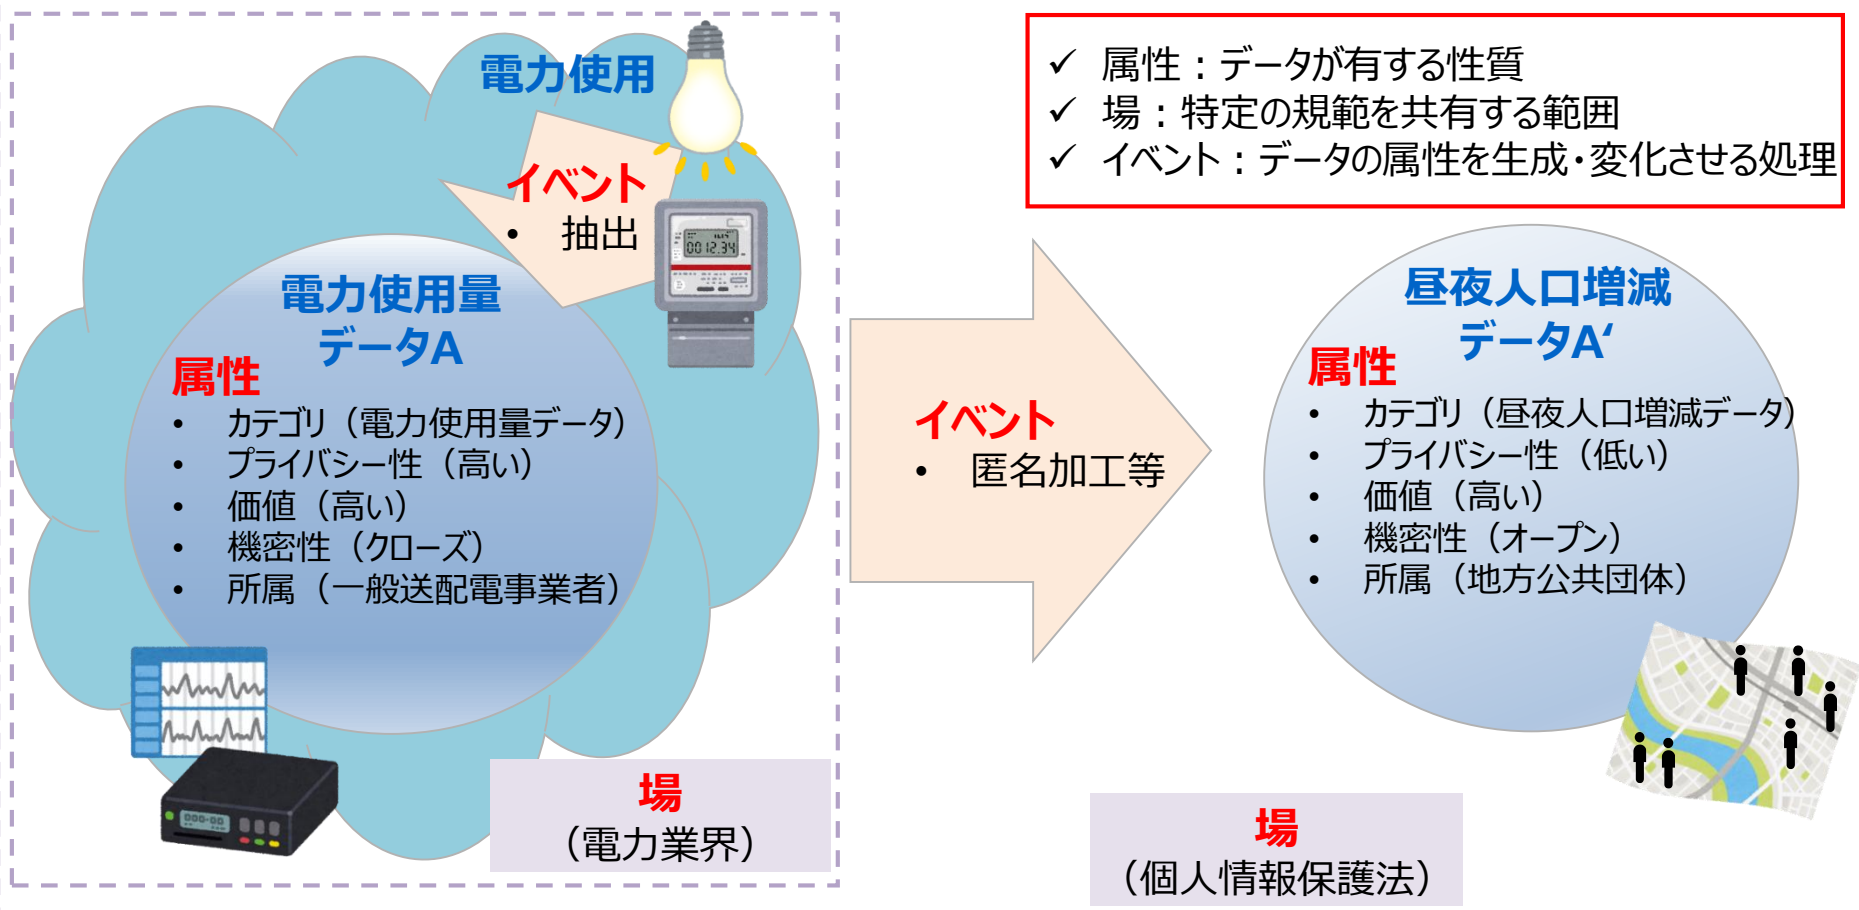 電力使用
イベント
• 抽出
0012.34
電力使用量
データA
属性
• カテゴリ（電力使用量データ）
• プライバシー性（高い）
• 価値（高い）
• 機密性（クローズ）
• 所属（一般送配電事業者）
場
（電力業界）
イベント
• 匿名加工等
✓ 属性：データが有する性質
✓ 場：特定の規範を共有する範囲
✓ イベント：データの属性を生成・変化させる処理
昼夜人口増減
データA‘
属性
• カテゴリ（昼夜人口増減データ）
• プライバシー性（低い）
• 価値（高い）
• 機密性（オープン）
• 所属（地方公共団体）
場
（個人情報保護法）